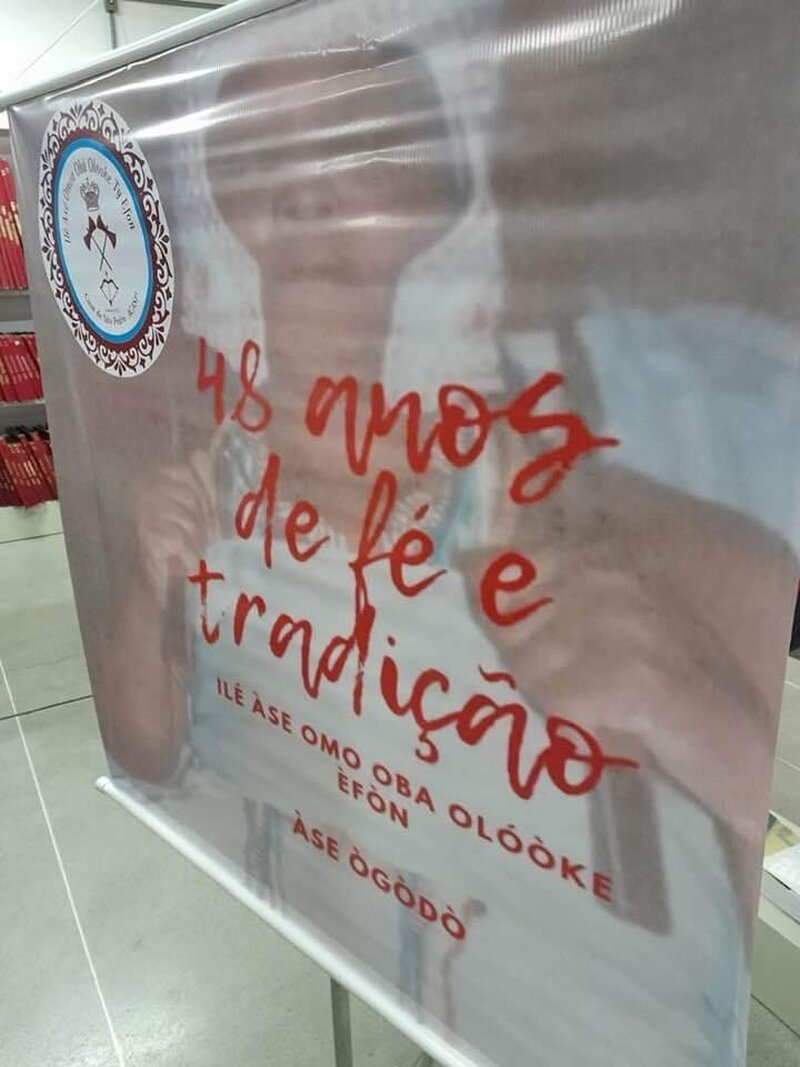 48 anos
de fé e
tradição
ILÉ ÀSE OMO OBA OLÓÒKE
ÈFÒN
ÀSE ÒGÒDÒ